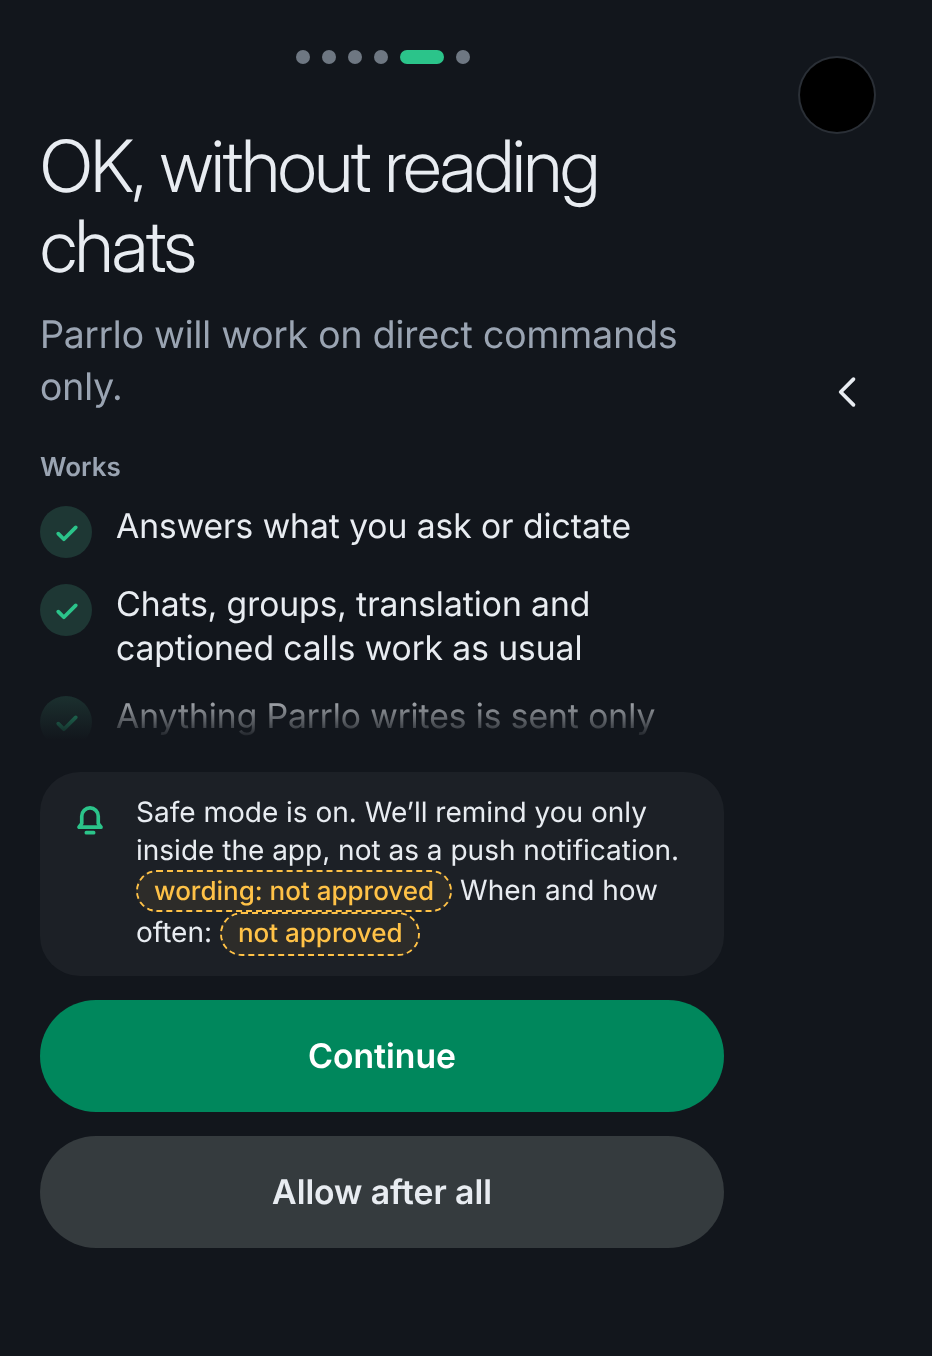 OK, without reading
chats
Parrlo will work on direct commands
only.
Works
Answers what you ask or dictate
Chats, groups, translation and
captioned calls work as usual
Anything Parrlo writes is sent only
Safe mode is on. We’ll remind you only
inside the app, not as a push notification.
wording: not approved When and how
often: not approved
Continue
Allow after all